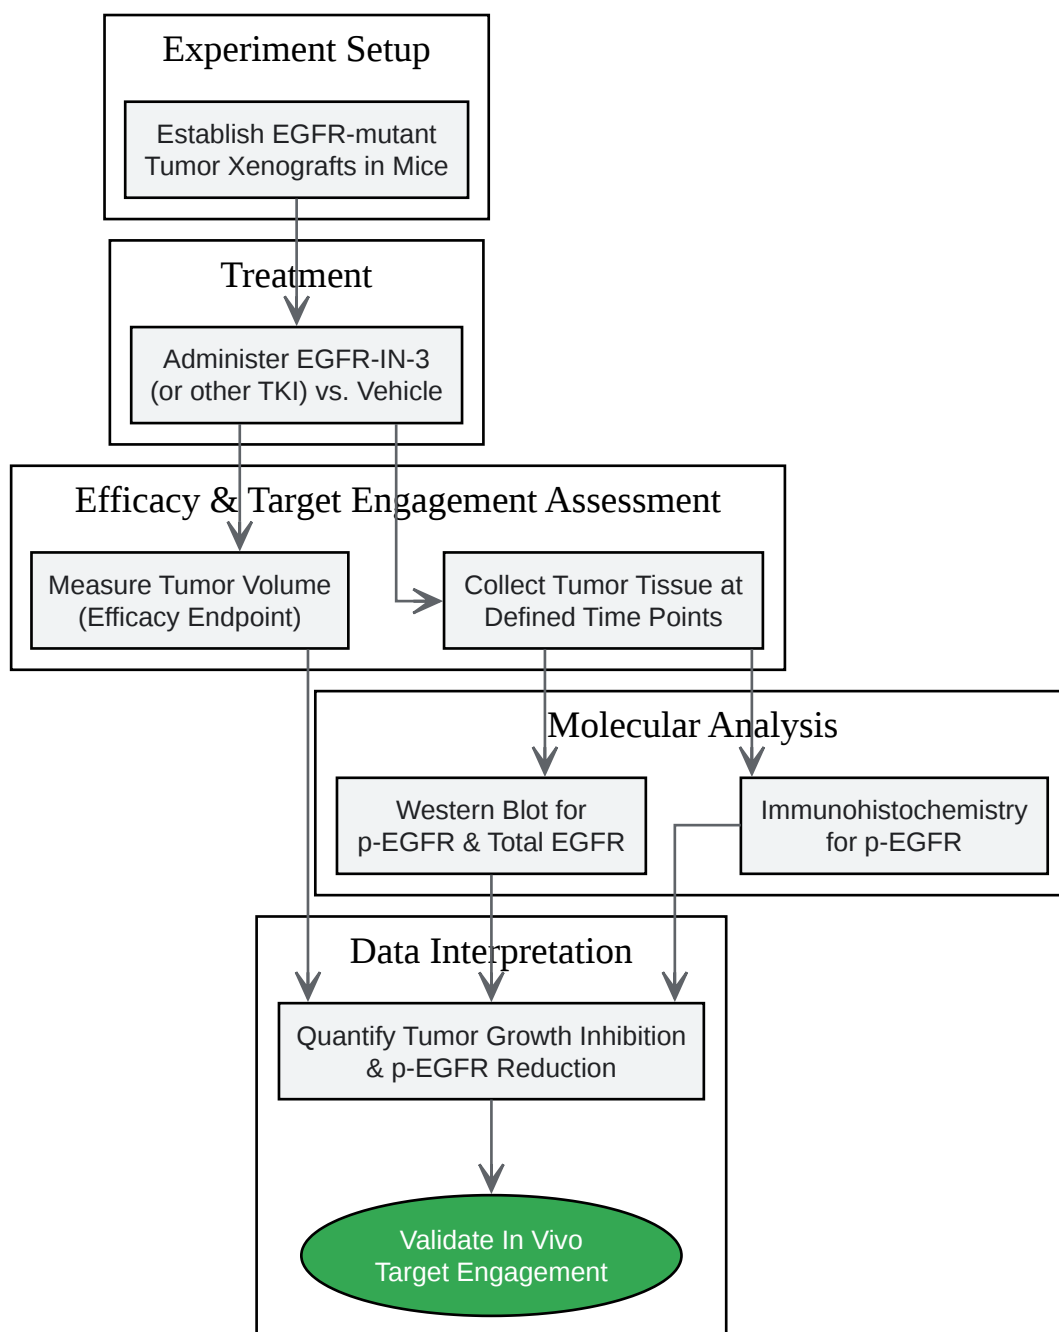 Experiment Setup
Establish EGFR-mutant
Tumor Xenografts in Mice
Treatment
Administer EGFR-IN-3
(or other TKI) vs. Vehicle
Efficacy & Target Engagement Assessment
Measure Tumor Volume
(Efficacy Endpoint)
Collect Tumor Tissue at
Defined Time Points
Molecular Analysis
Western Blot for
p-EGFR & Total EGFR
Immunohistochemistry
for p-EGFR
Data Interpretation
Quantify Tumor Growth Inhibition
& p-EGFR Reduction
Validate In Vivo
Target Engagement